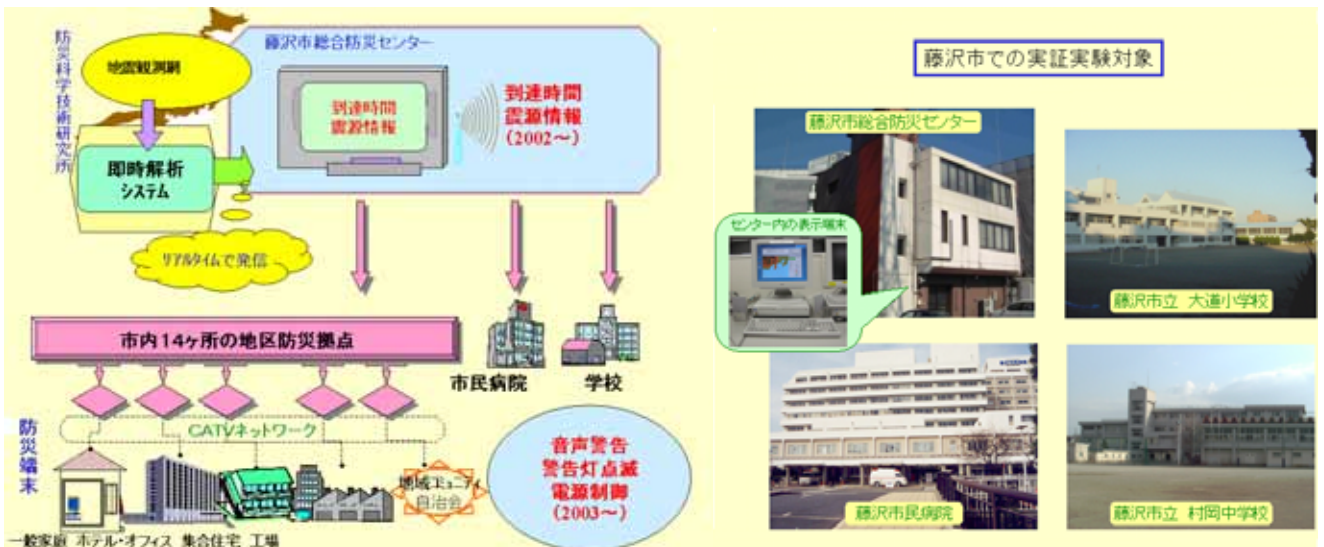 防災科学技術研究所
地震観測網
即時解析
システム
リアルタイムで発信
藤沢市総合防災センター
到達時間
震源情報
到達時間
震源情報
(2002～)
市内14ヶ所の地区防災拠点
市民病院
学校
CATVネットワーク
防災端末
地域コミュニティ
自治会
一般家庭 ホテル・オフィス 集合住宅 工場
音声警告
警告灯点滅
電源制御
(2003～)
藤沢市での実証実験対象
藤沢市総合防災センター
センター内の表示端末
藤沢市立 大道小学校
藤沢市民病院
藤沢市立 村岡中学校